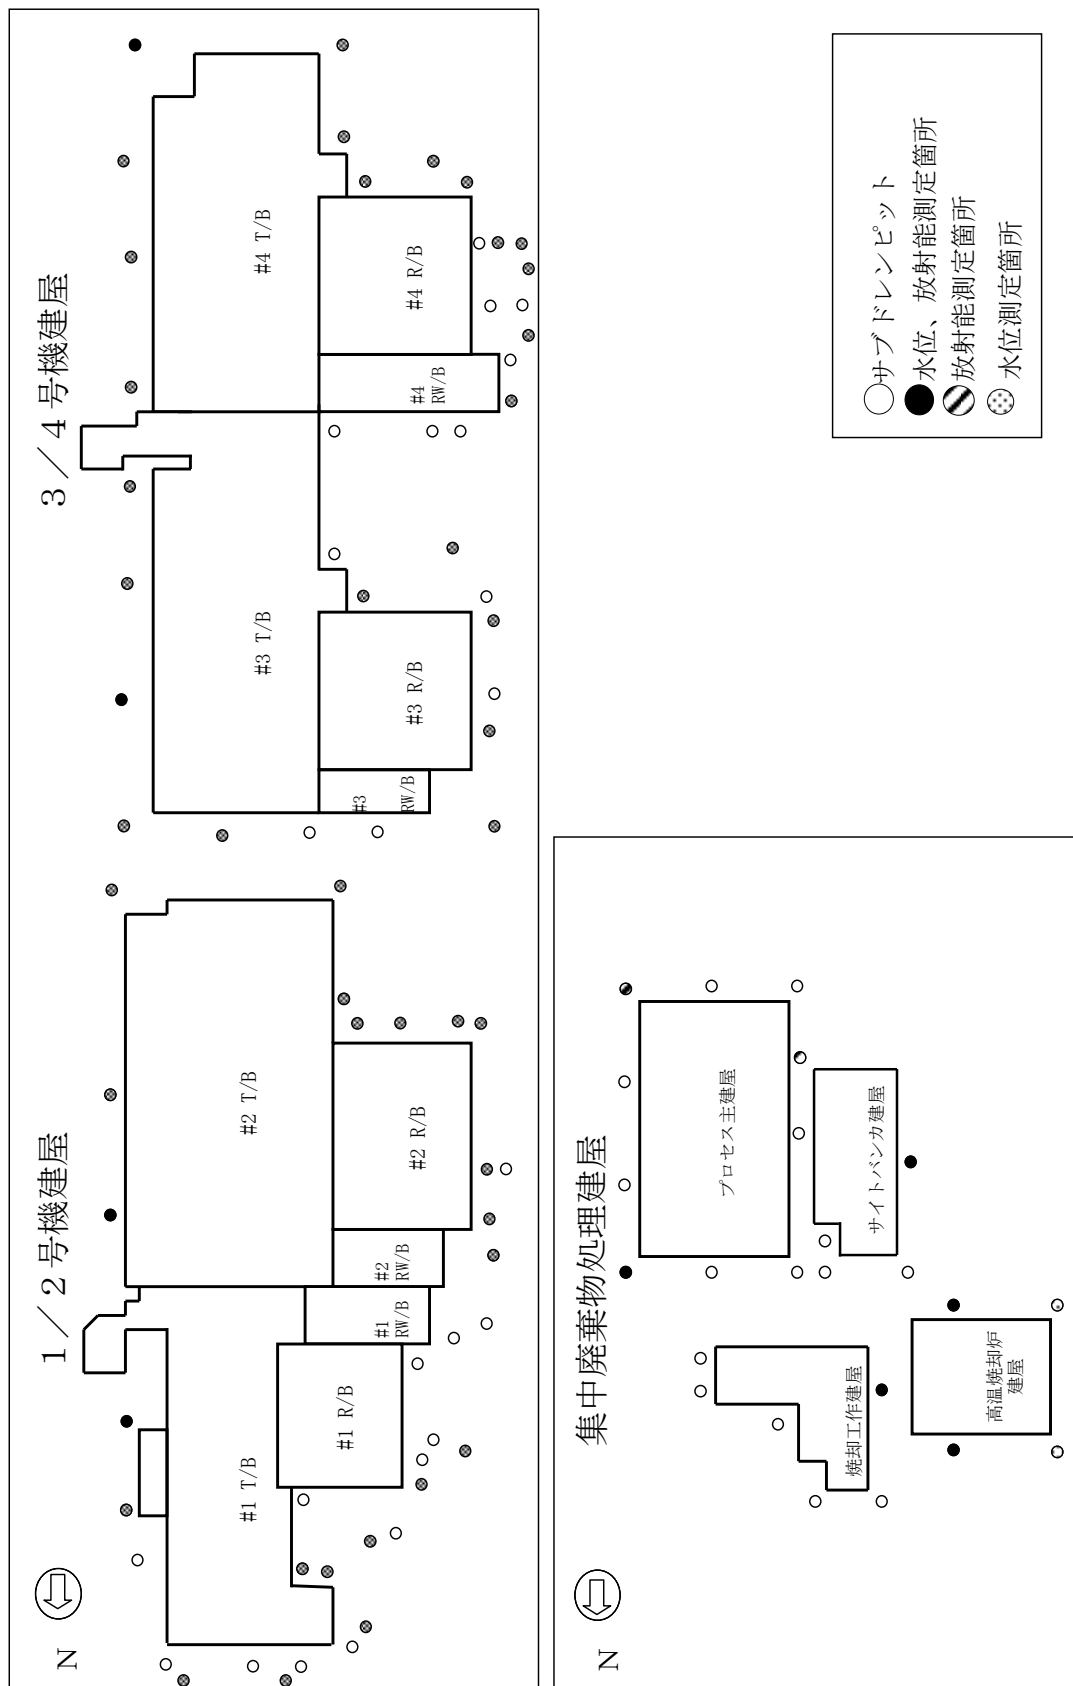 1／2 号機建屋
3／4 号機建屋
N
#1 T/B
#2 T/B
#3 T/B
#4 T/B
#1 R/B
#1
RW/B
#2
RW/B
#2 R/B
#3
RW/B
#3 R/B
#4
RW/B
#4 R/B
集中廃棄物処理建屋
N
プロセス主建屋
サイトバンカ建屋
焼却工作建屋
高温焼却炉
建屋
サブドレンピット
水位、放射能測定箇所
放射能測定箇所
水位測定箇所